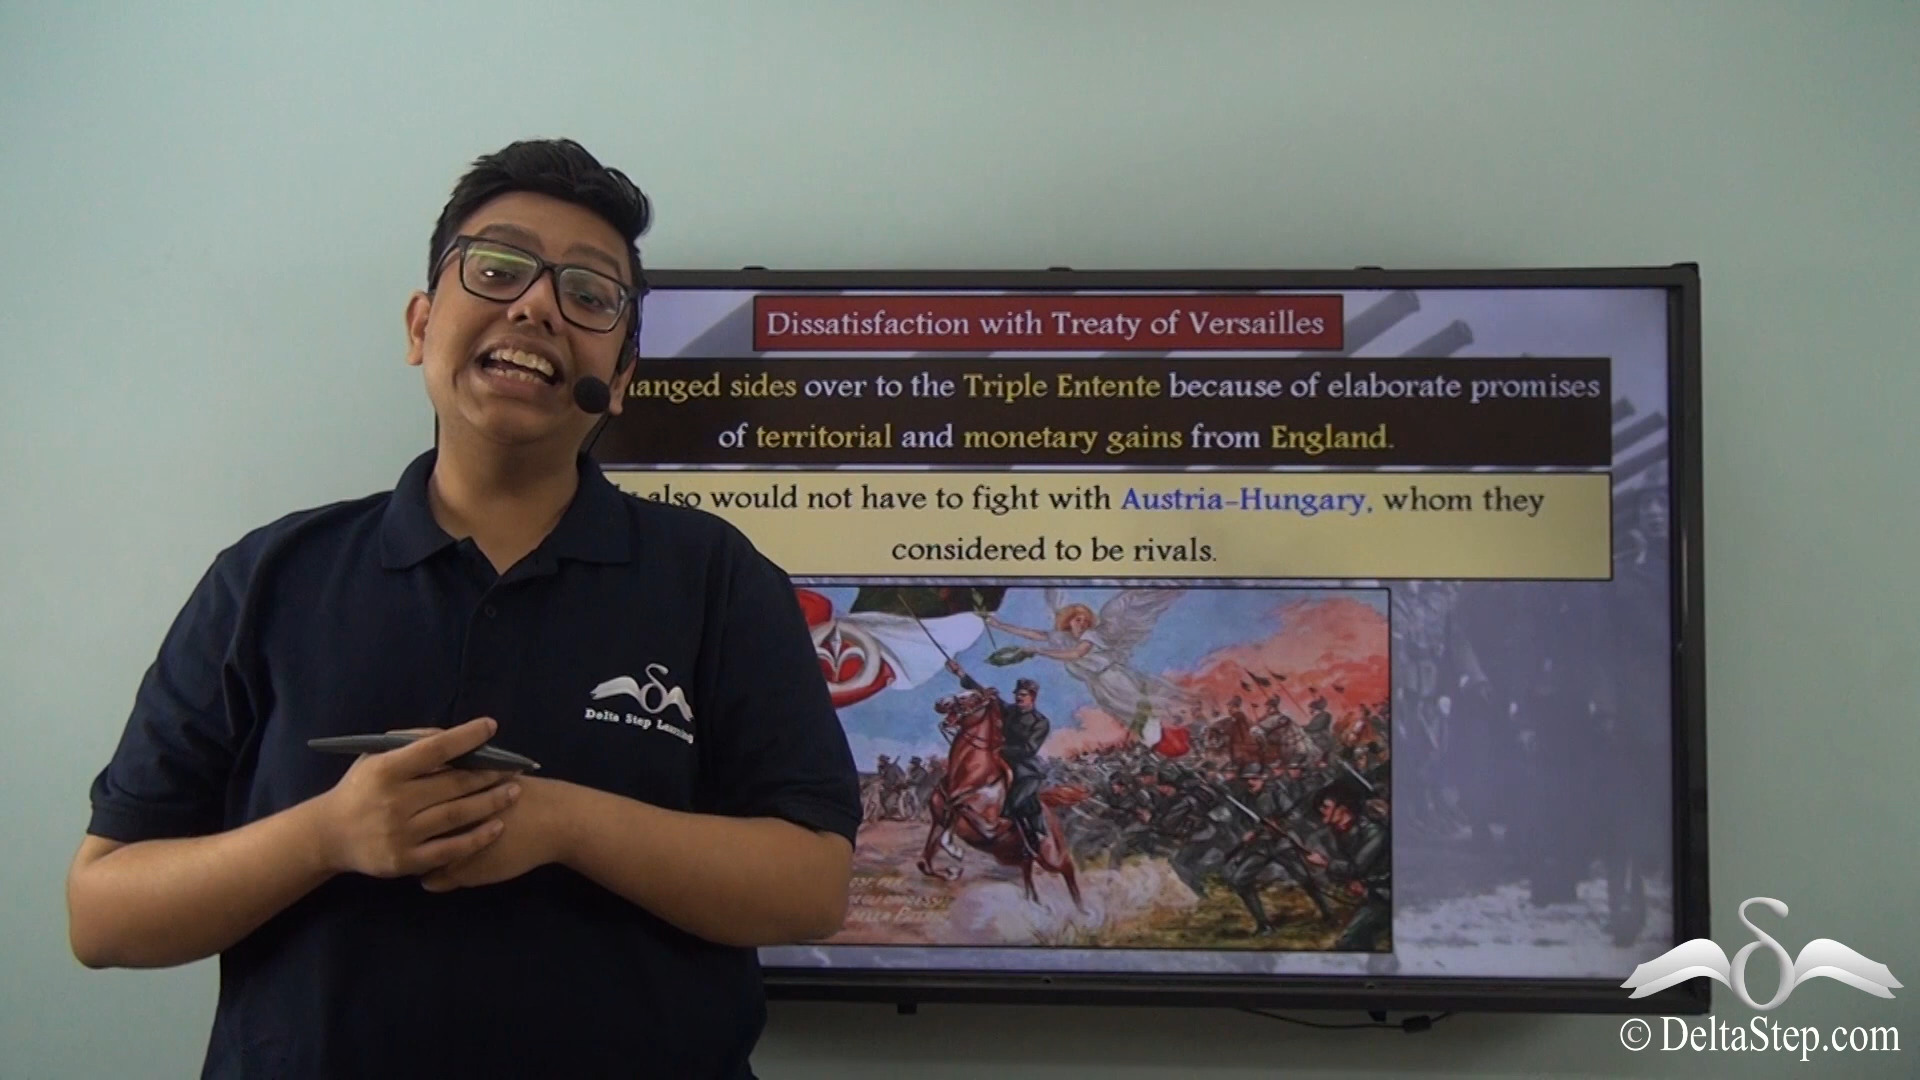 Dissatisfaction with Treaty of Versailles
sides over to the Triple Entente because of elaborate promises
of territorial and monetary gains from England.
also would not have to fight with Austria-Hungary, whom they
considered to be rivals.
Delta Step Learning
DELLA PATRIA
© DeltaStep.com